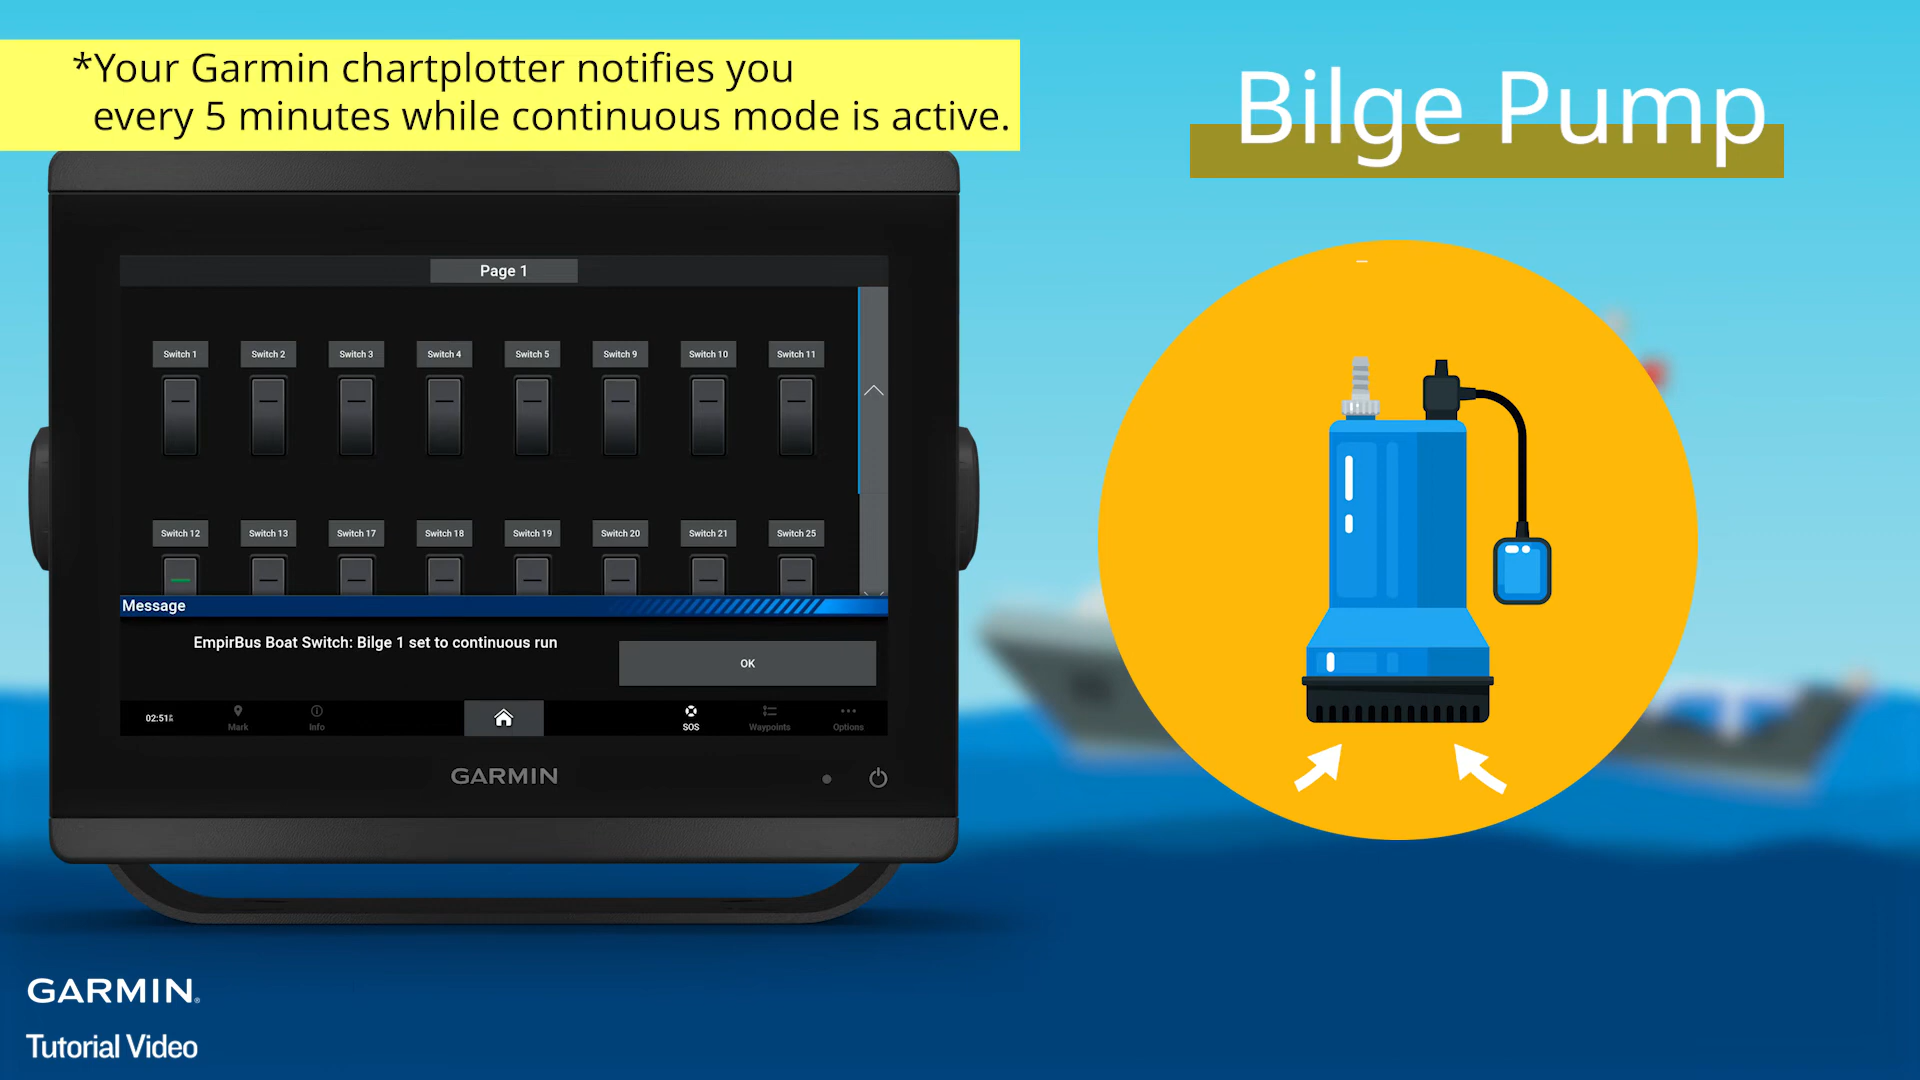 *Your Garmin chartplotter notifies you
every 5 minutes while continuous mode is active.
Bilge Pump
Page 1
Switch 1
Switch 2
Switch 3
Switch 4
Switch 5
Switch 9
Switch 10
Switch 11
Switch 12
Switch 13
Switch 17
Switch 18
Switch 19
Switch 20
Switch 21
Switch 25
Message
EmpirBus Boat Switch: Bilge 1 set to continuous run
OK
02:51
Mark
Info
SOS
Waypoints
Options
GARMIN
GARMIN
Tutorial Video